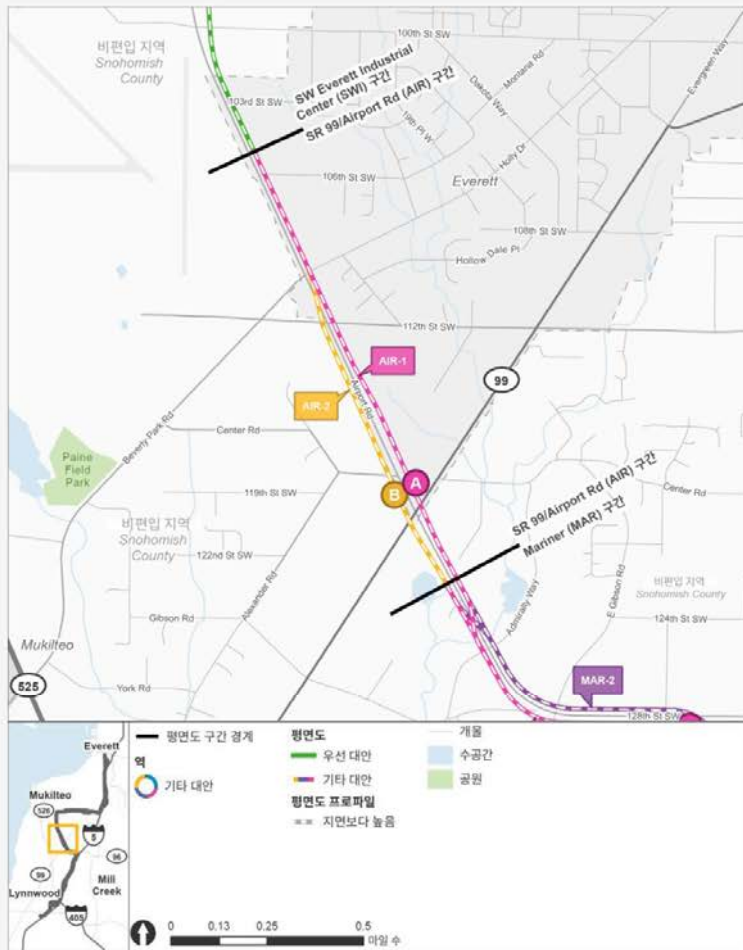 100th St SW
비편입 지역
Snohomish
County
SW Everett Industrial
Center (SWI) 구간
SR 99/Airport Rd (AIR) 구간
103rd St SW
Dakota Way
Montana Rd
Evergreen Way
19th Pl W
Holly Dr
106th St SW
Everett
108th St SW
Dale Pl
Hollow
112th St SW
AIR-1
99
AIR-2
Airport Rd
Beverly Park Rd
Center Rd
Paine
Field
Park
A
B
Center Rd
119th St SW
SR 99/Airport Rd (AIR) 구간
Mariner (MAR) 구간
비편입 지역
Snohomish
County
122nd St SW
Alexander Rd
Admiralty Way
E Gibson Rd
비편입 지역
Snohomish County
124th St SW
Gibson Rd
Mukilteo
525
York Rd
MAR-2
128th St SW
평면도 구간 경계
역
기타 대안
평면도
우선 대안
기타 대안
평면도 프로파일
지면보다 높음
개울
수공간
공원
Everett
Mukilteo
526
5
99
96
Lynnwood
Mill
Creek
405
0 0.13 0.25 0.5
마일 수